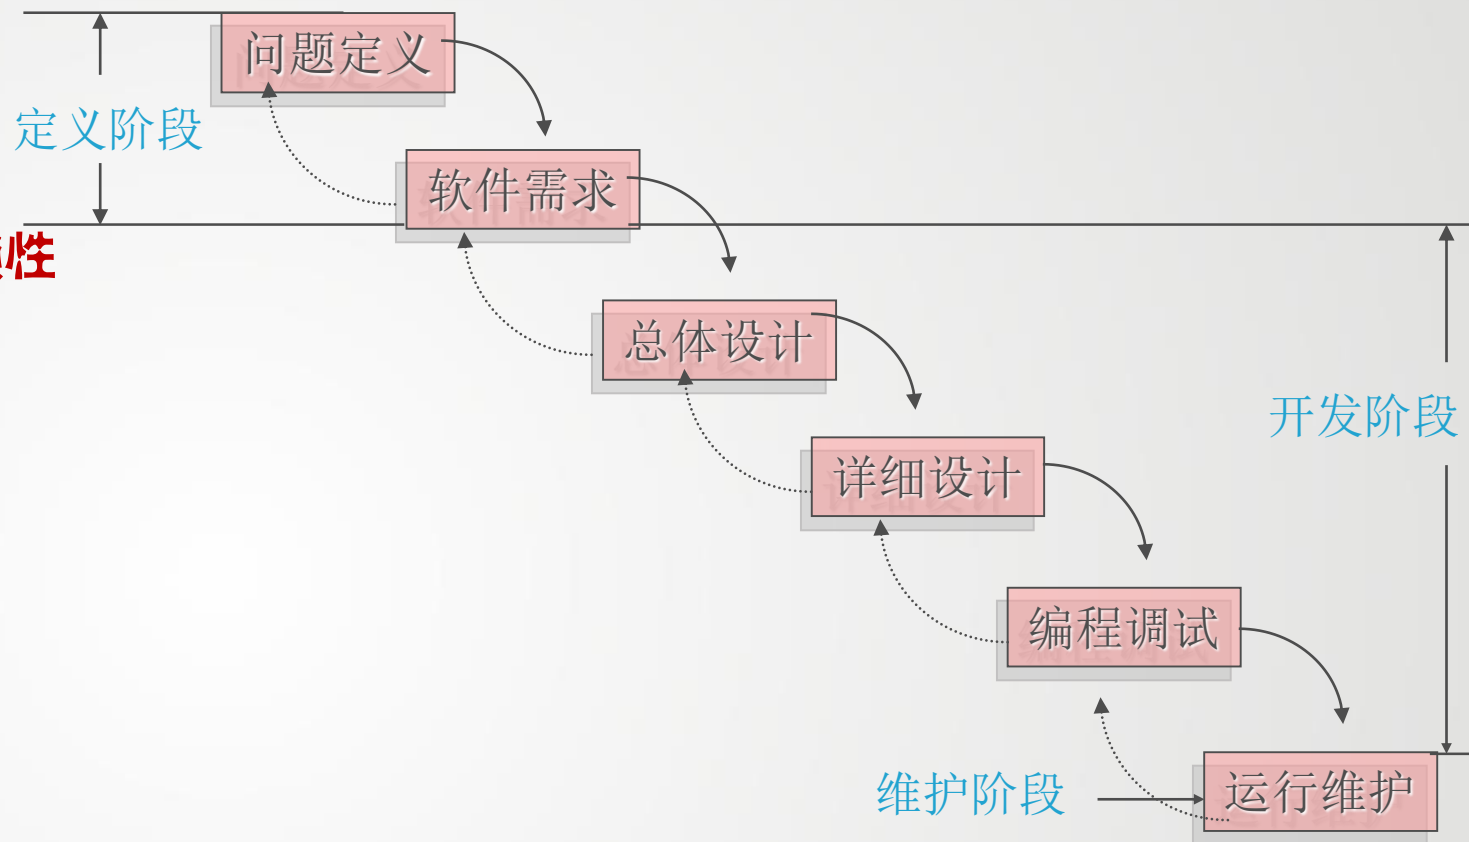 问题定义
定义阶段
软件需求
性
总体设计
开发阶段
详细设计
编程调试
维护阶段
运行维护